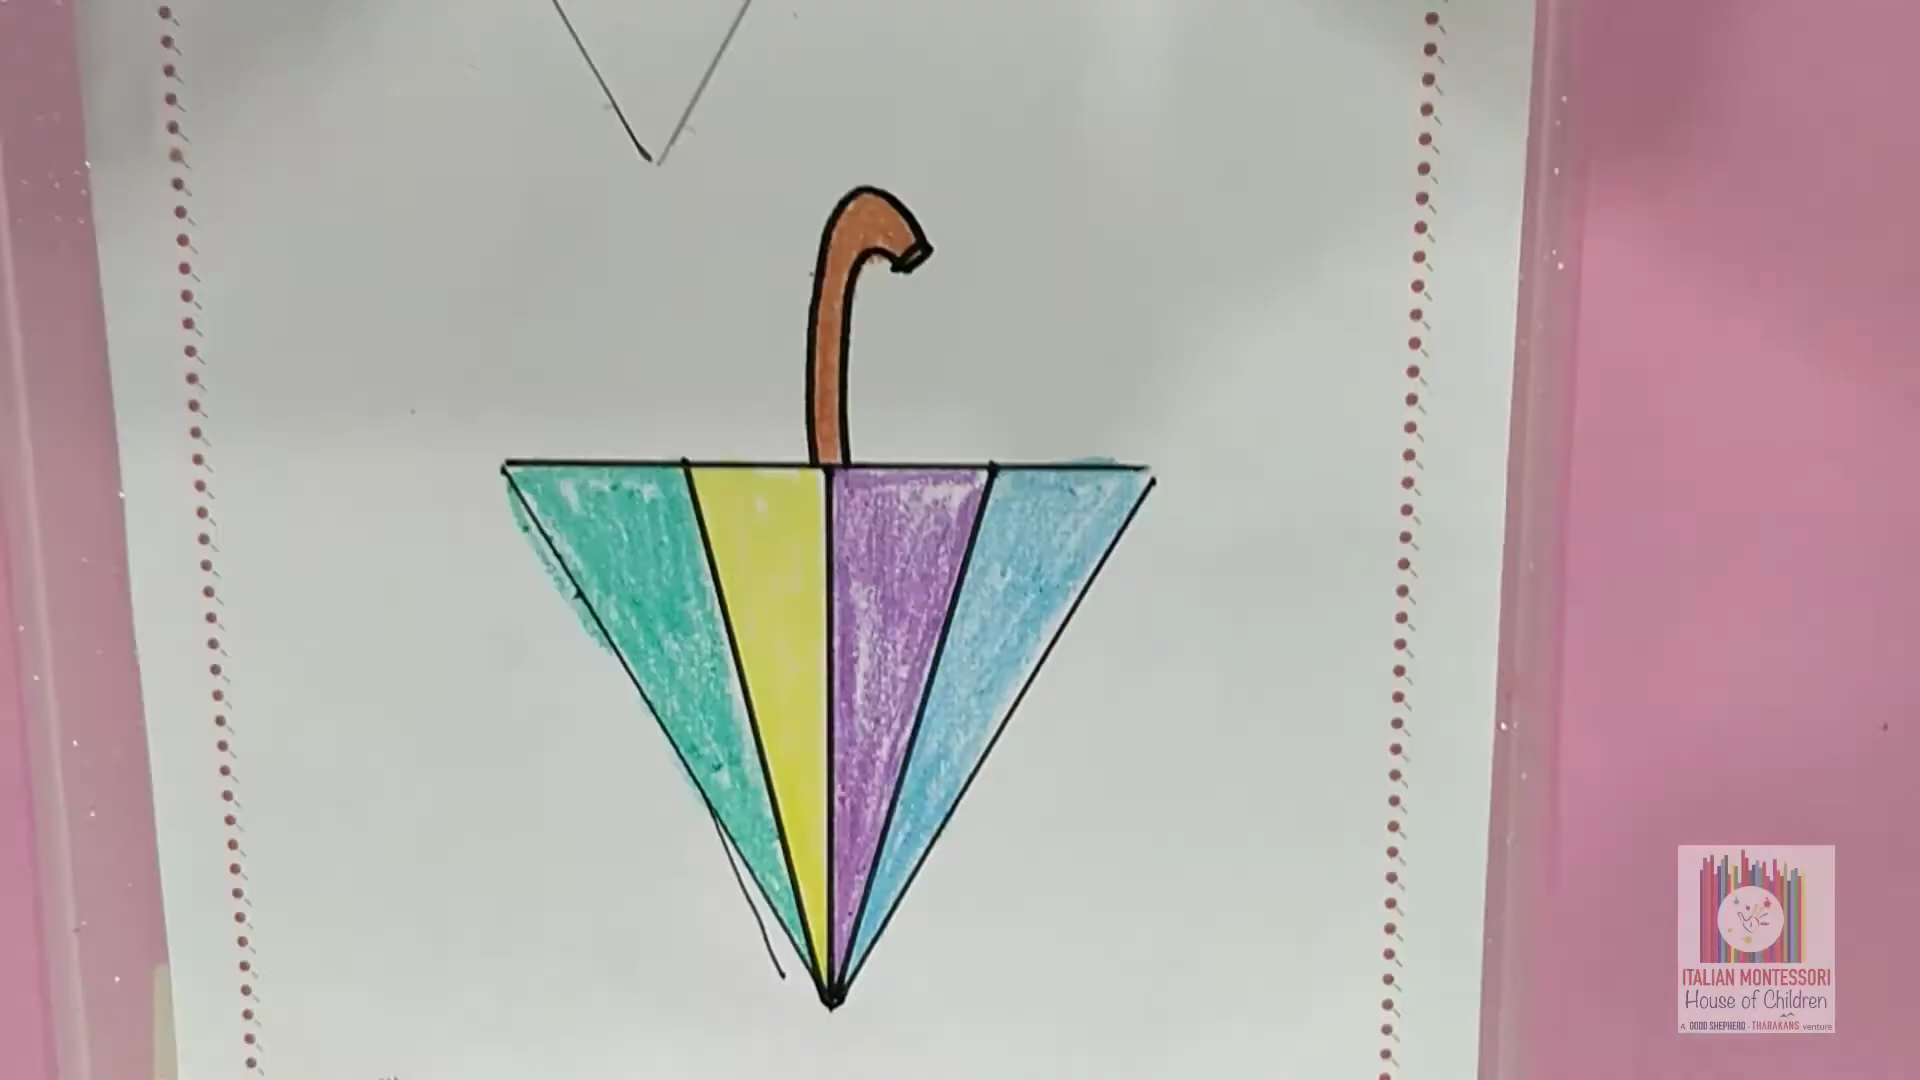 ITALIAN MONTESSORI
House of Children
A GOOD SHEPHERD - THARAKANS venture